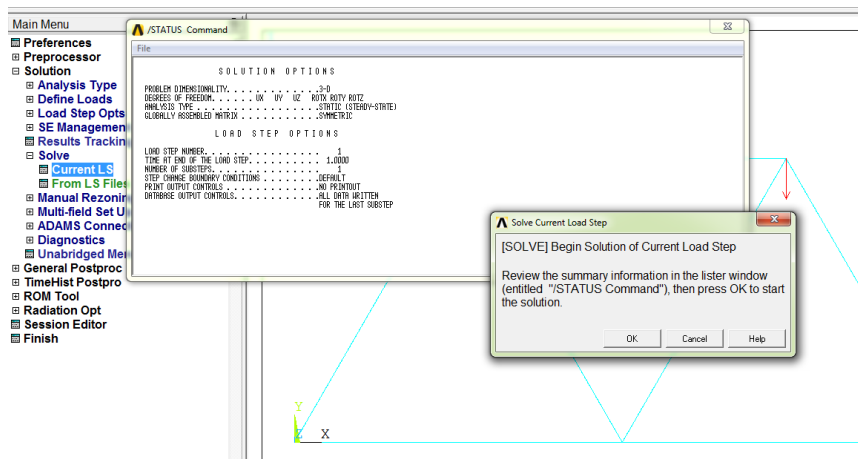 Main Menu
Preferences
Preprocessor
Solution
Analysis Type
Define Loads
Load Step Opts
SE Managemen
Results Trackin
Solve
Current LS
From LS Files
Manual Rezonin
Multi-field Set U
ADAMS Connec
Diagnostics
Unabridged Me
General Postproc
TimeHist Postpro
ROM Tool
Radiation Opt
Session Editor
Finish
/STATUS Command
File
SOLUTION OPTIONS
PROBLEM DIMENSIONALITY. . . . . . . . . . . . .3-D
DEGREES OF FREEDOM. . . . . . UX UY UZ ROTX ROTY ROTZ
ANALYSIS TYPE . . . . . . . . . . . . . . . . .STATIC (STEADY-STATE)
GLOBALLY ASSEMBLED MATRIX . . . . . . . . . . .SYMMETRIC
LOAD STEP OPTIONS
LOAD STEP NUMBER. . . . . . . . . . . . . . . . 1
TIME AT END OF THE LOAD STEP. . . . . . . . . . 1.0000
NUMBER OF SUBSTEPS. . . . . . . . . . . . . . . 1
STEP CHANGE BOUNDARY CONDITIONS . . . . . . . .DEFAULT
PRINT OUTPUT CONTROLS . . . . . . . . . . . . .NO PRINTOUT
DATABASE OUTPUT CONTROLS. . . . . . . . . . . .ALL DATA WRITTEN
FOR THE LAST SUBSTEP
Solve Current Load Step
[SOLVE] Begin Solution of Current Load Step
Review the summary information in the lister window
(entitled "/STATUS Command"), then press OK to start
the solution.
OK Cancel Help
Y
Z X